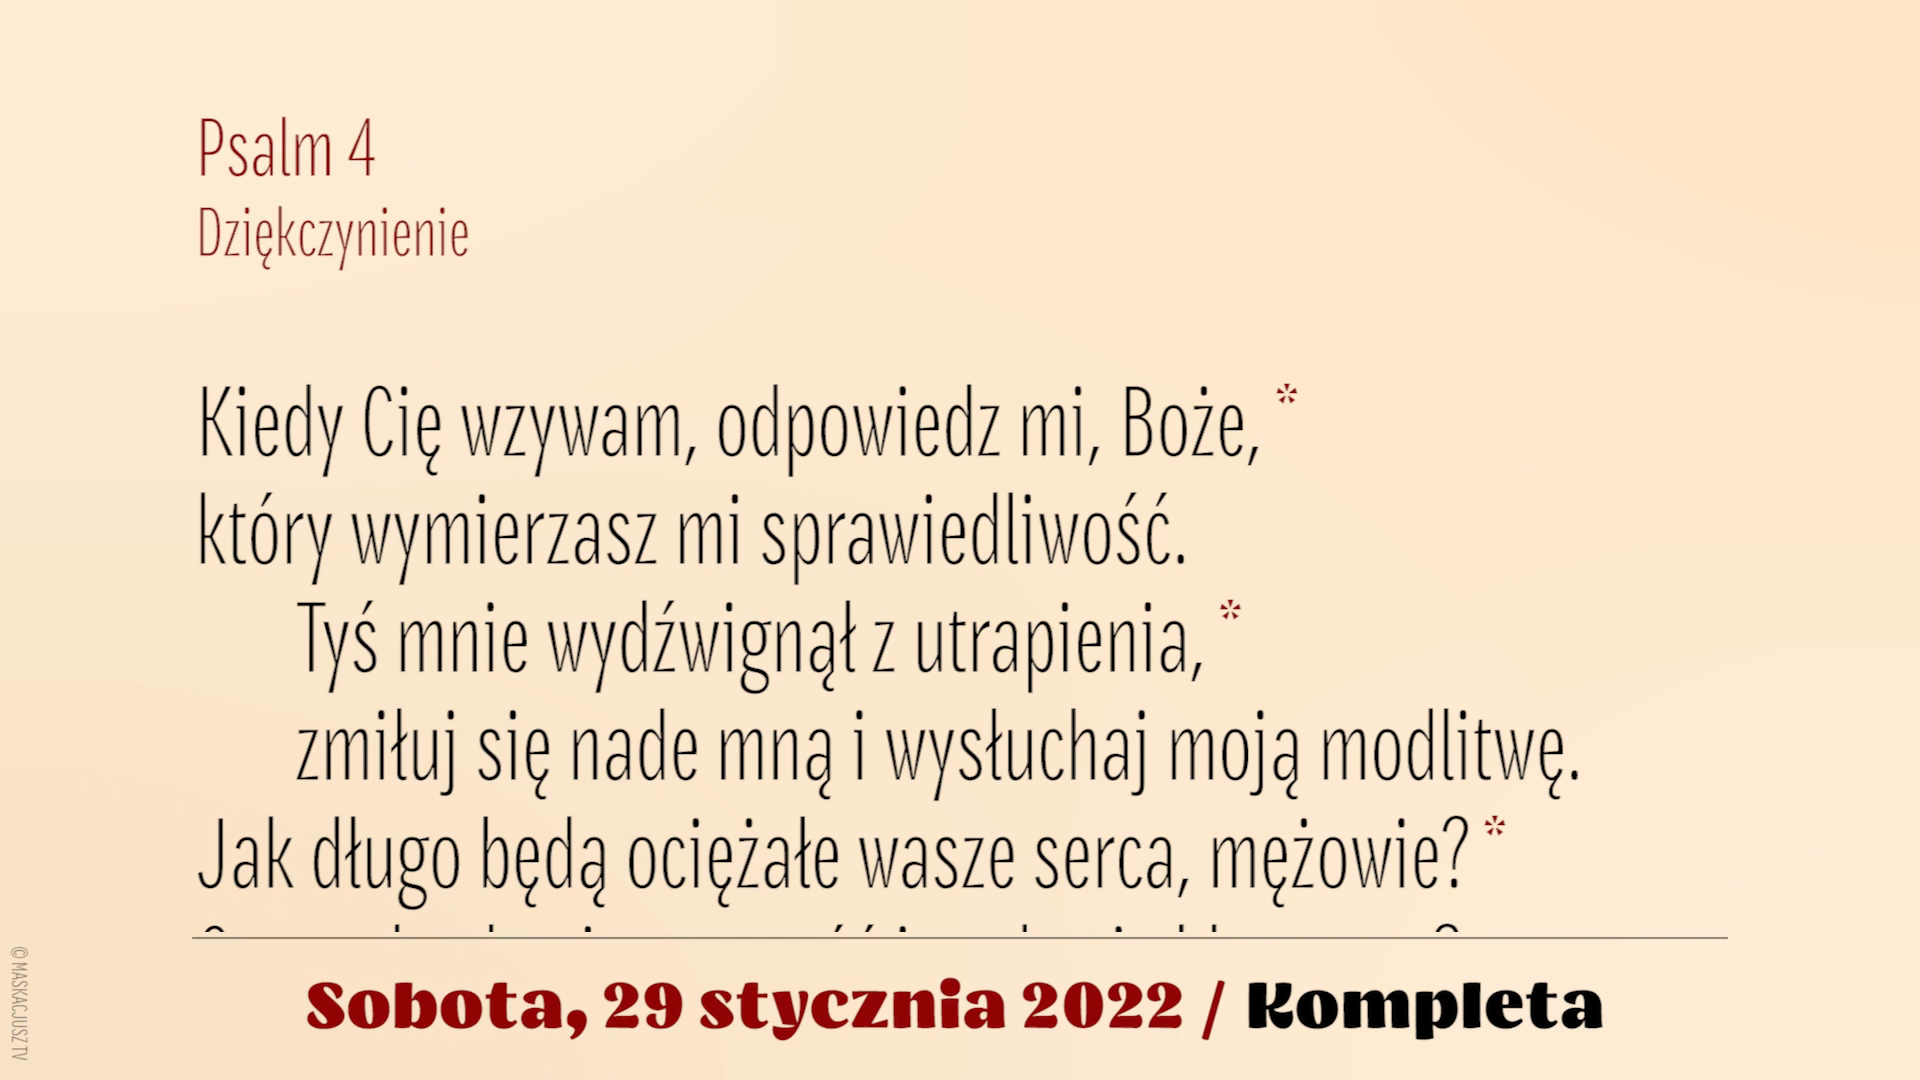 Psalm 4
Dziękczynienie
Kiedy Cię wzywam, odpowiedz mi, Boże, *
który wymierzasz mi sprawiedliwość.
Tyś mnie wydźwignął z utrapienia, *
zmiłuj się nade mną i wysłuchaj moją modlitwę.
Jak długo będą ociężałe wasze serca, mężowie? *
Sobota, 29 stycznia 2022 / Kompleta
© MASKACJUSZ TV